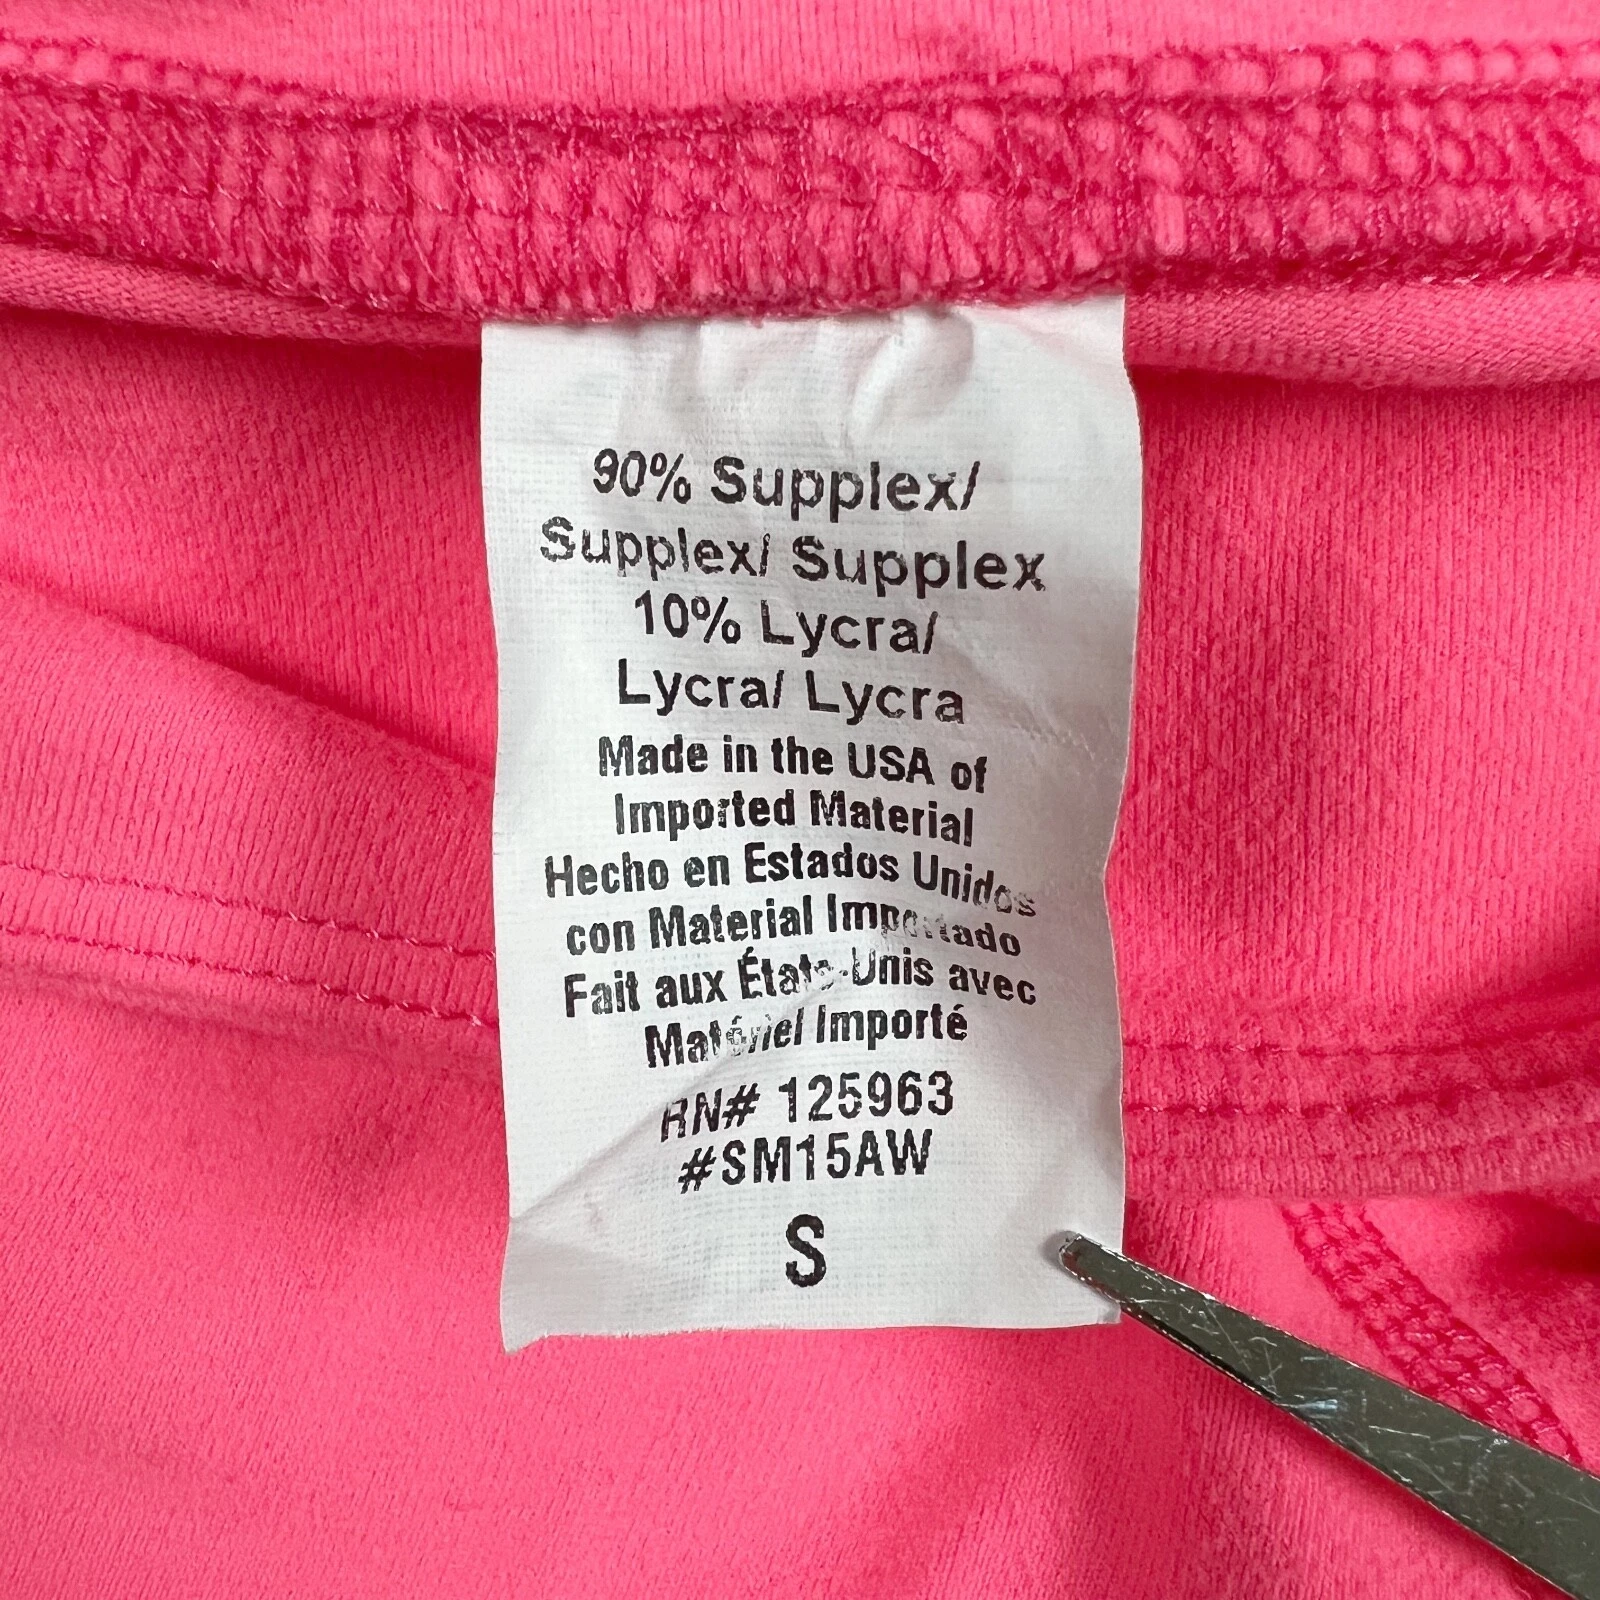 90% Supplex/
Supplex/ Supplex
10% Lycra/
Lycra/ Lycra
Made in the USA of
Imported Material
Hecho en Estados Unidos
con Material Importado
Fait aux États-Unis avec
Matériel Importé
RN# 125963
#SM15AW
S